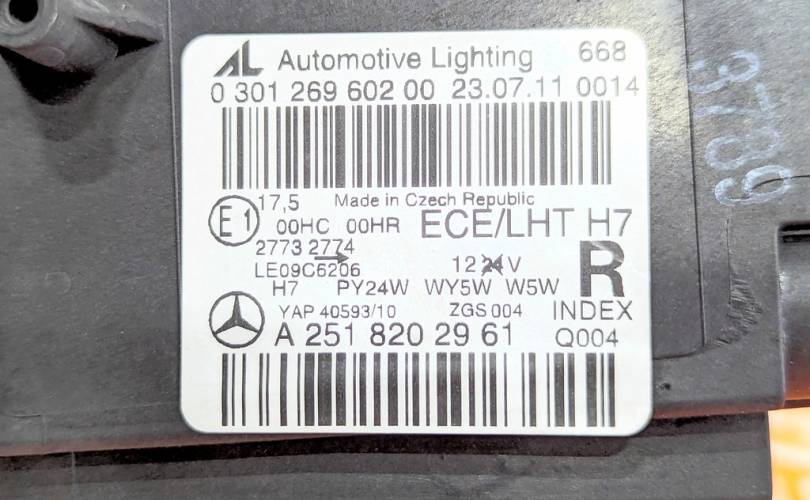 AL Automotive Lighting 668
0 301 269 602 00 23.07.11 0014
E1 17,5 Made in Czech Republic
00HC 00HR ECE/LHT H7
2773 2774
LE09C6206 12 24 V R
H7 PY24W WY5W W5W
YAP 40593/10 ZGS 004 INDEX
A 251 820 29 61 Q004